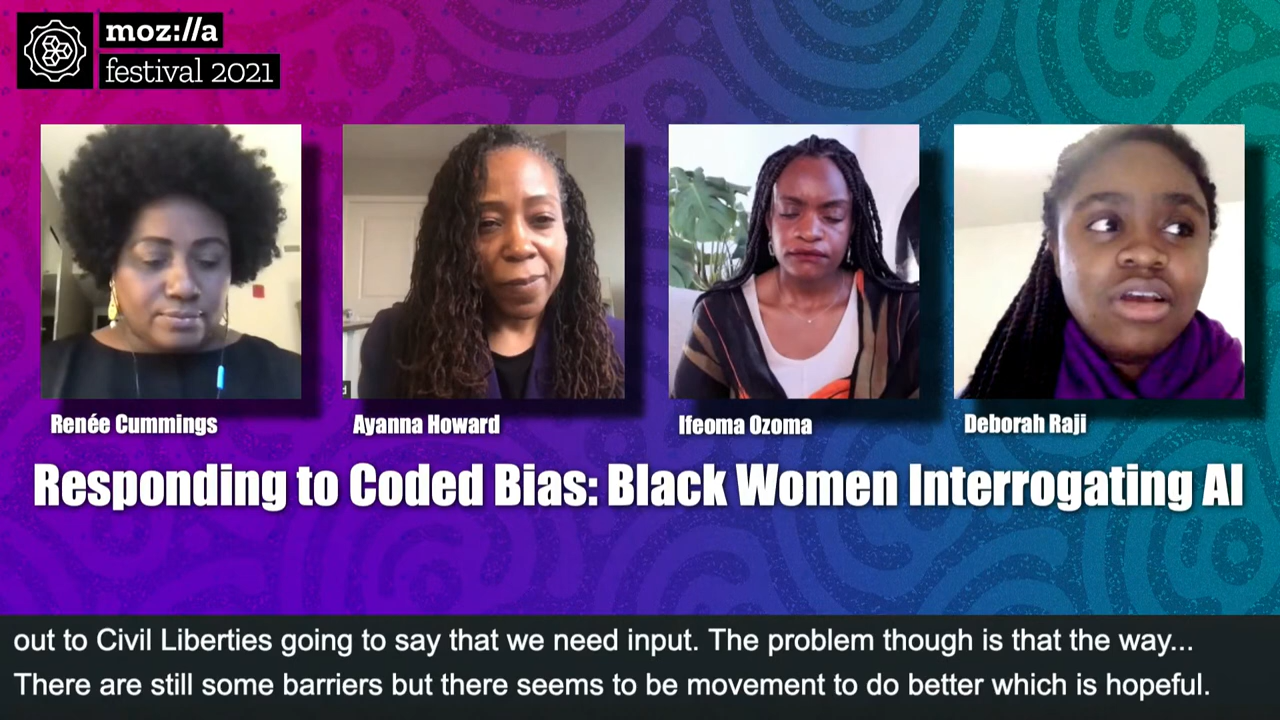 moz://a
festival 2021
Renée Cummings
Ayanna Howard
Ifeoma Ozoma
Deborah Raji
Responding to Coded Bias: Black Women Interrogating AI
out to Civil Liberties going to say that we need input. The problem though is that the way...
There are still some barriers but there seems to be movement to do better which is hopeful.